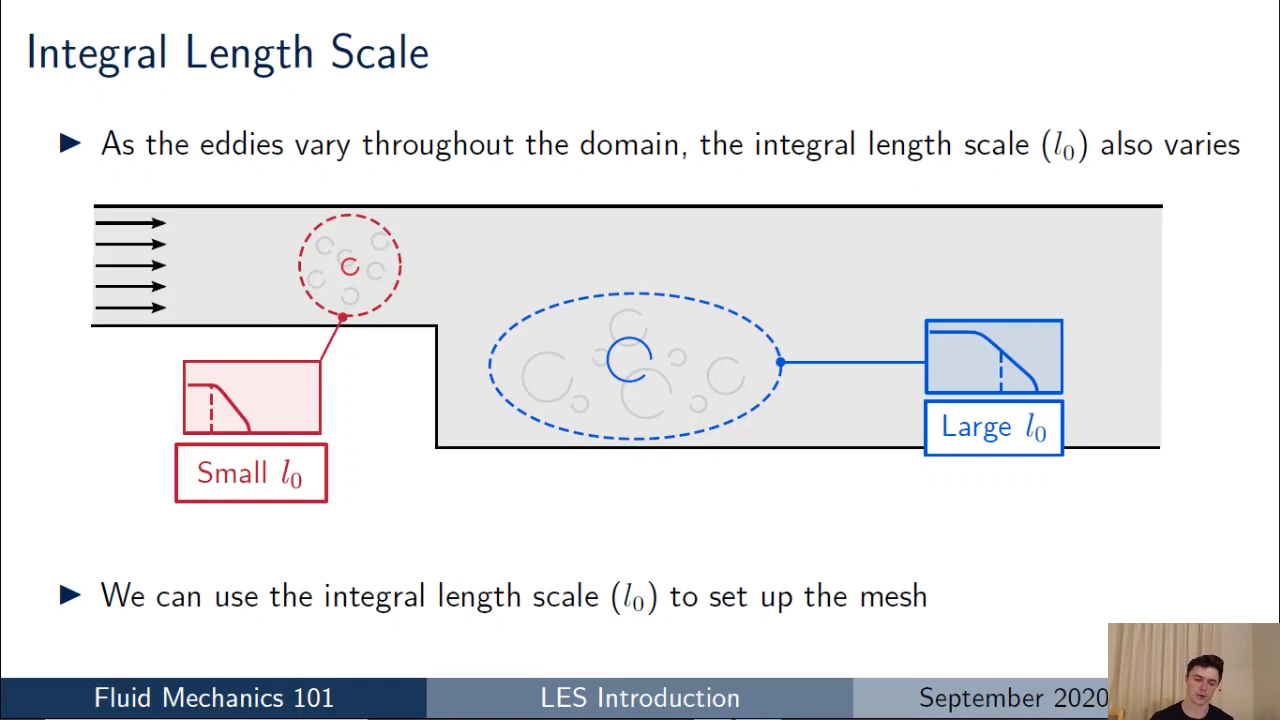 Integral Length Scale
▶ As the eddies vary throughout the domain, the integral length scale (l₀) also varies
Small l₀
Large l₀
▶ We can use the integral length scale (l₀) to set up the mesh
Fluid Mechanics 101
LES Introduction
September 2020